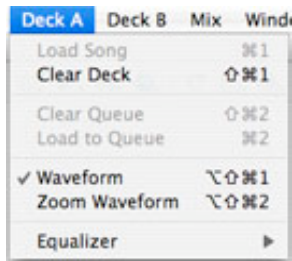 Deck A Deck B Mix Wind
Load Song ⌘1
Clear Deck ⇧⌘1
Clear Queue ⇧⌘2
Load to Queue ⌘2
✓ Waveform ⌥⇧⌘1
Zoom Waveform ⌥⇧⌘2
Equalizer ▶